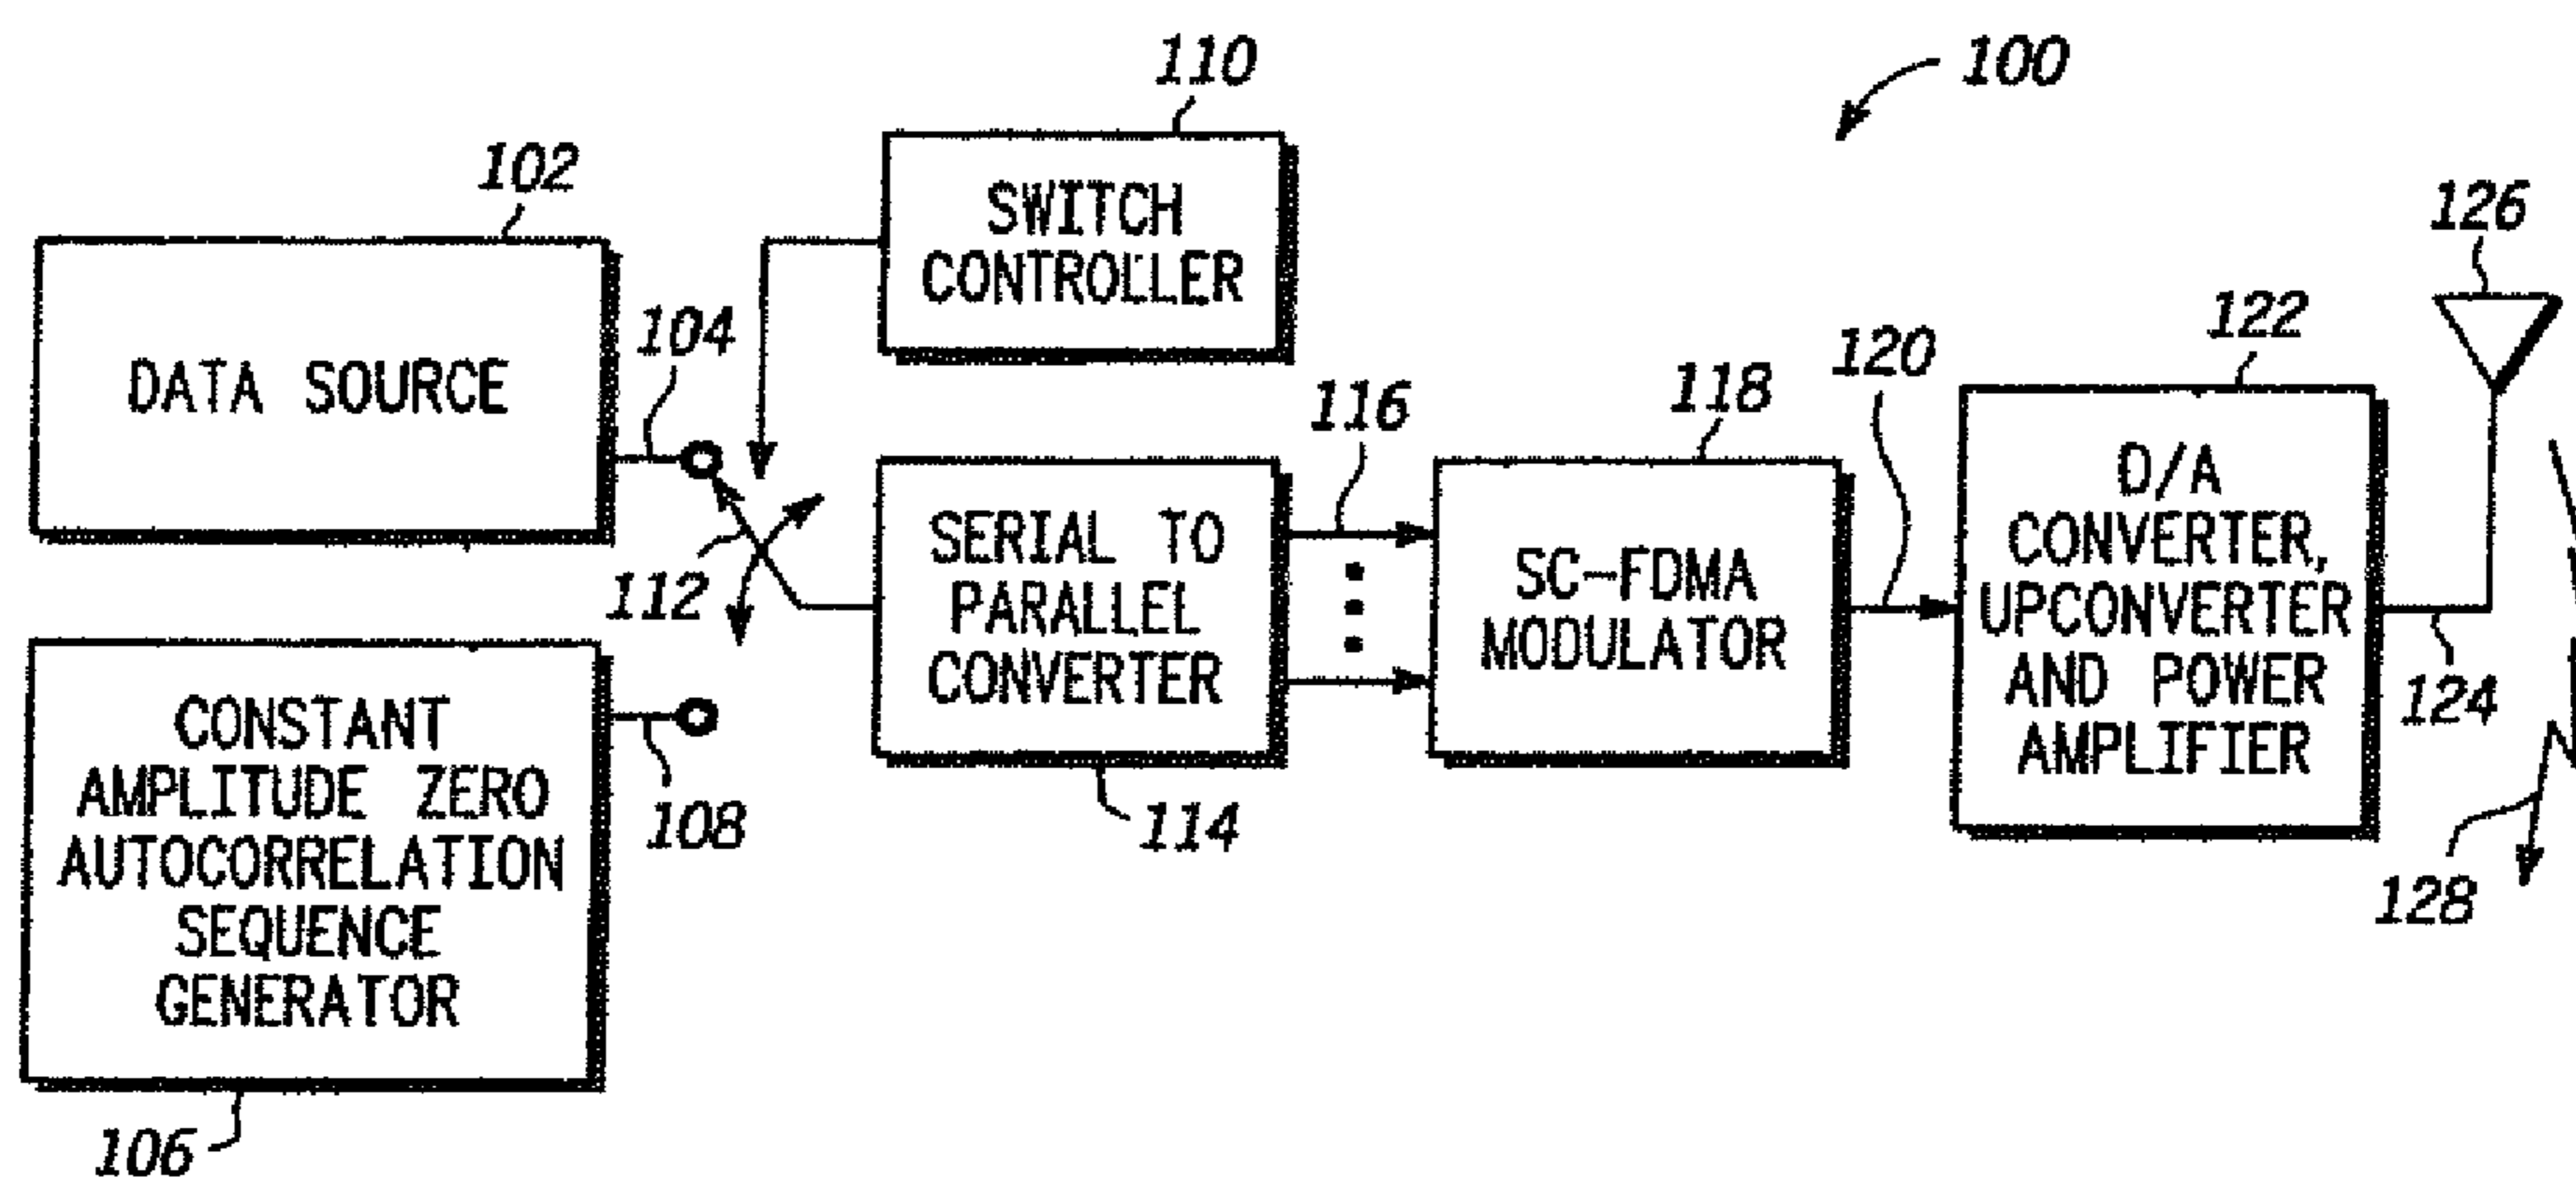 110
100
102
SWITCH
CONTROLLER
126
104
122
DATA SOURCE
120
118
116
D/A
CONVERTER,
UPCONVERTER
AND POWER
AMPLIFIER
SERIAL TO
PARALLEL
CONVERTER
SC-FDMA
MODULATOR
112
124
CONSTANT
AMPLITUDE ZERO
AUTOCORRELATION
SEQUENCE
GENERATOR
108
114
128
106